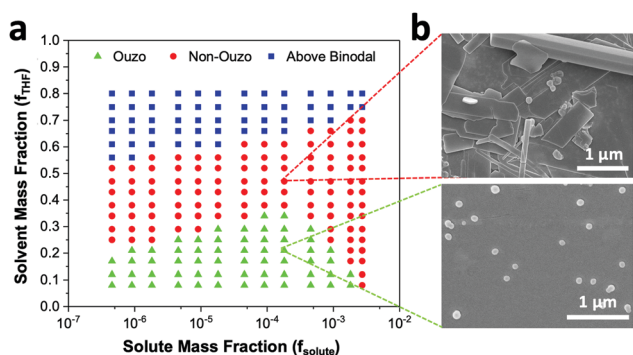 a
Ouzo Non-Ouzo Above Binodal
Solvent Mass Fraction (f_THF)
1.0
0.9
0.8
0.7
0.6
0.5
0.4
0.3
0.2
0.1
0.0
10^-7 10^-6 10^-5 10^-4 10^-3 10^-2
Solute Mass Fraction (f_solute)
b
1 µm
1 µm